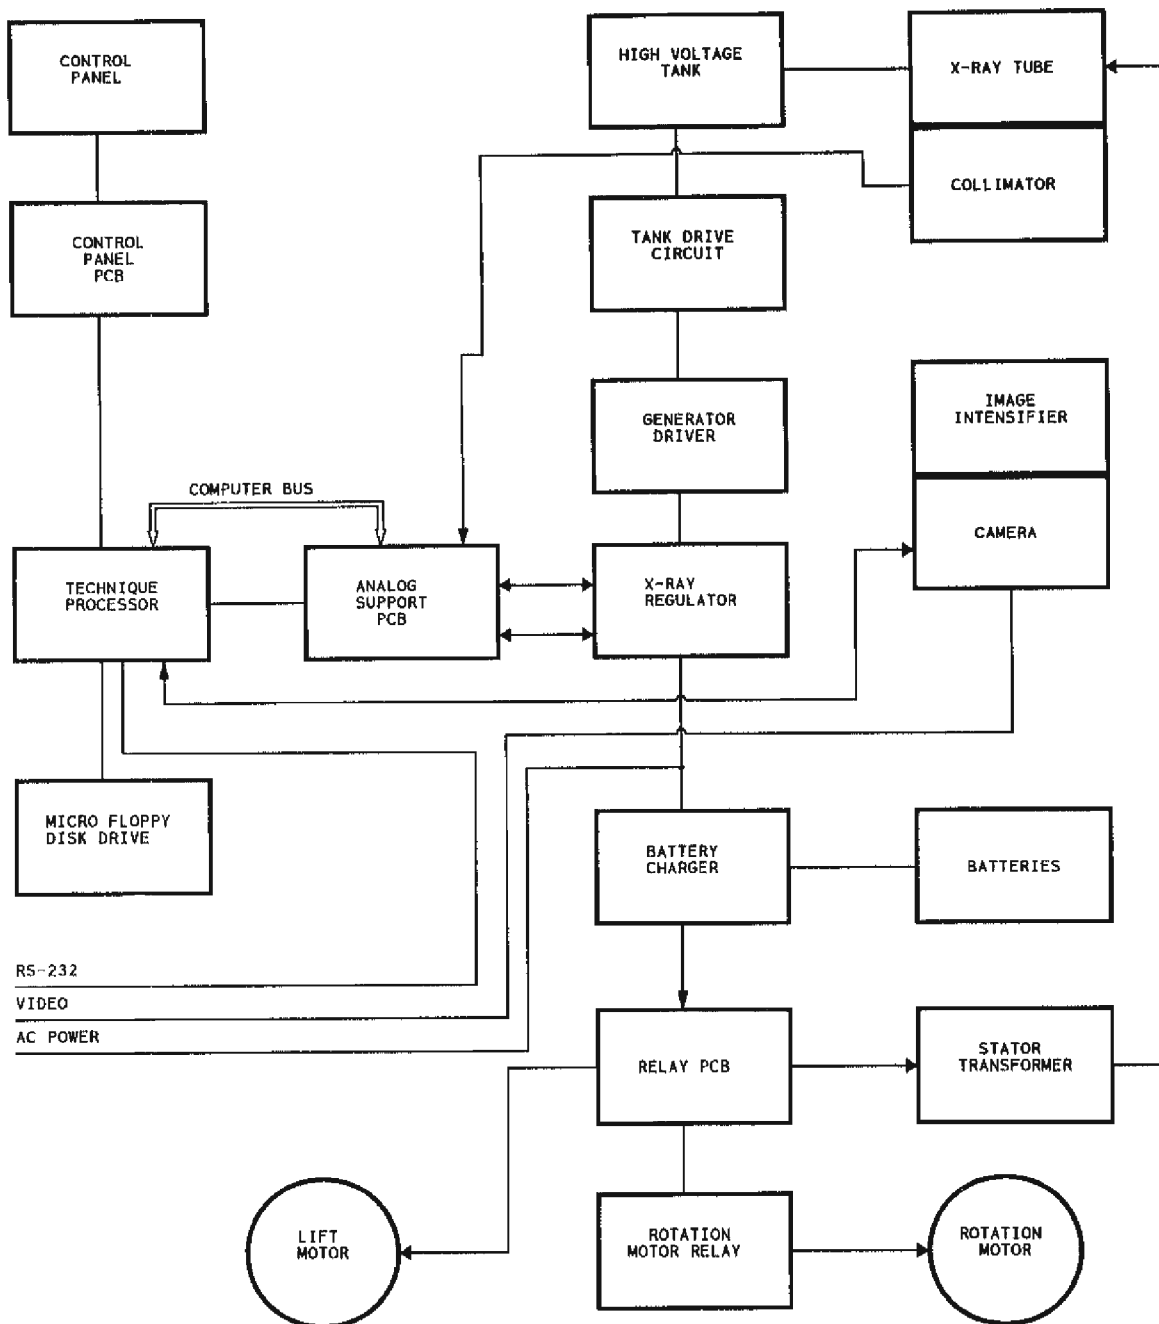 CONTROL
PANEL
HIGH VOLTAGE
TANK
X-RAY TUBE
COLLIMATOR
CONTROL
PANEL
PCB
TANK DRIVE
CIRCUIT
GENERATOR
DRIVER
IMAGE
INTENSIFIER
CAMERA
COMPUTER BUS
TECHNIQUE
PROCESSOR
ANALOG
SUPPORT
PCB
X-RAY
REGULATOR
MICRO FLOPPY
DISK DRIVE
BATTERY
CHARGER
BATTERIES
RS-232
VIDEO
AC POWER
RELAY PCB
STATOR
TRANSFORMER
LIFT
MOTOR
ROTATION
MOTOR RELAY
ROTATION
MOTOR